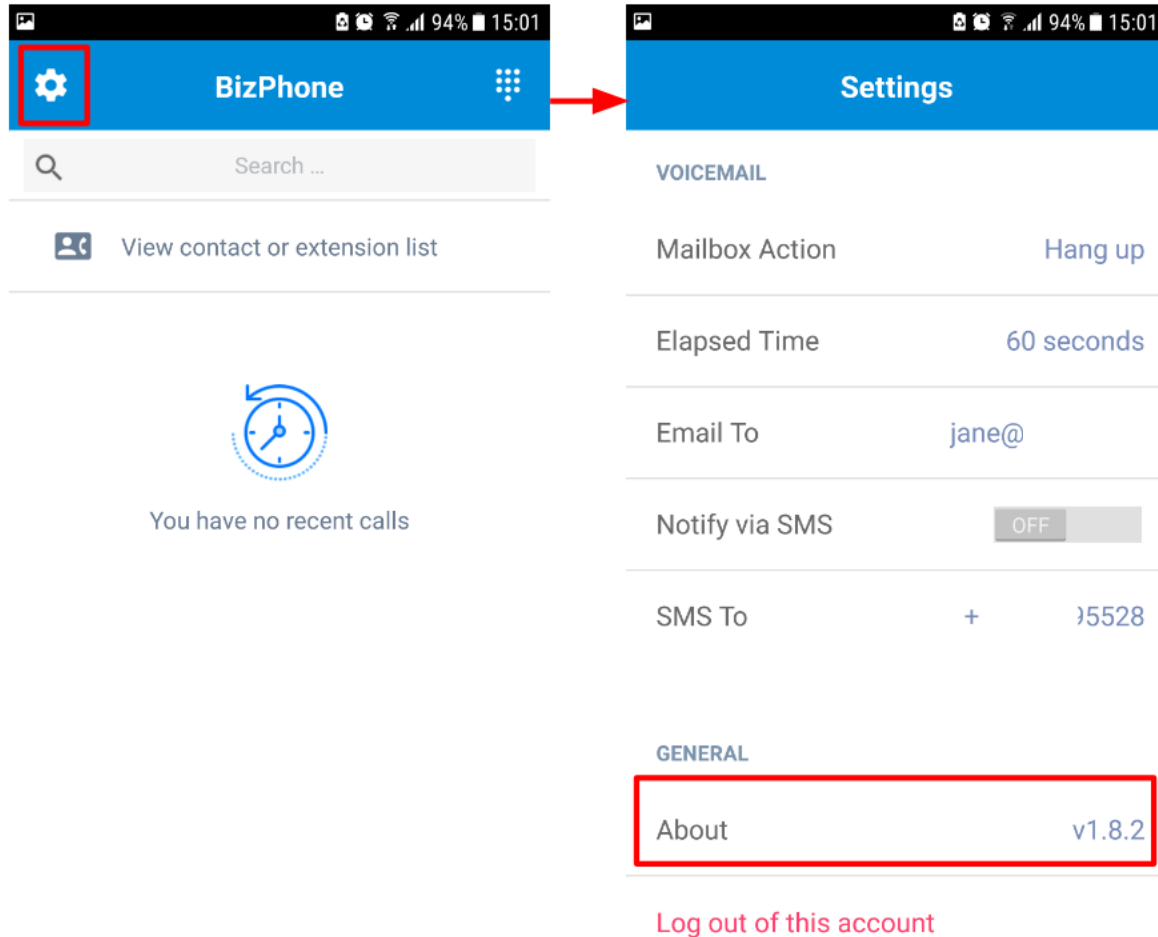 94% 15:01
BizPhone
Search ...
View contact or extension list
You have no recent calls
94% 15:01
Settings
VOICEMAIL
Mailbox Action Hang up
Elapsed Time 60 seconds
Email To jane@
Notify via SMS OFF
SMS To + 95528
GENERAL
About v1.8.2
Log out of this account